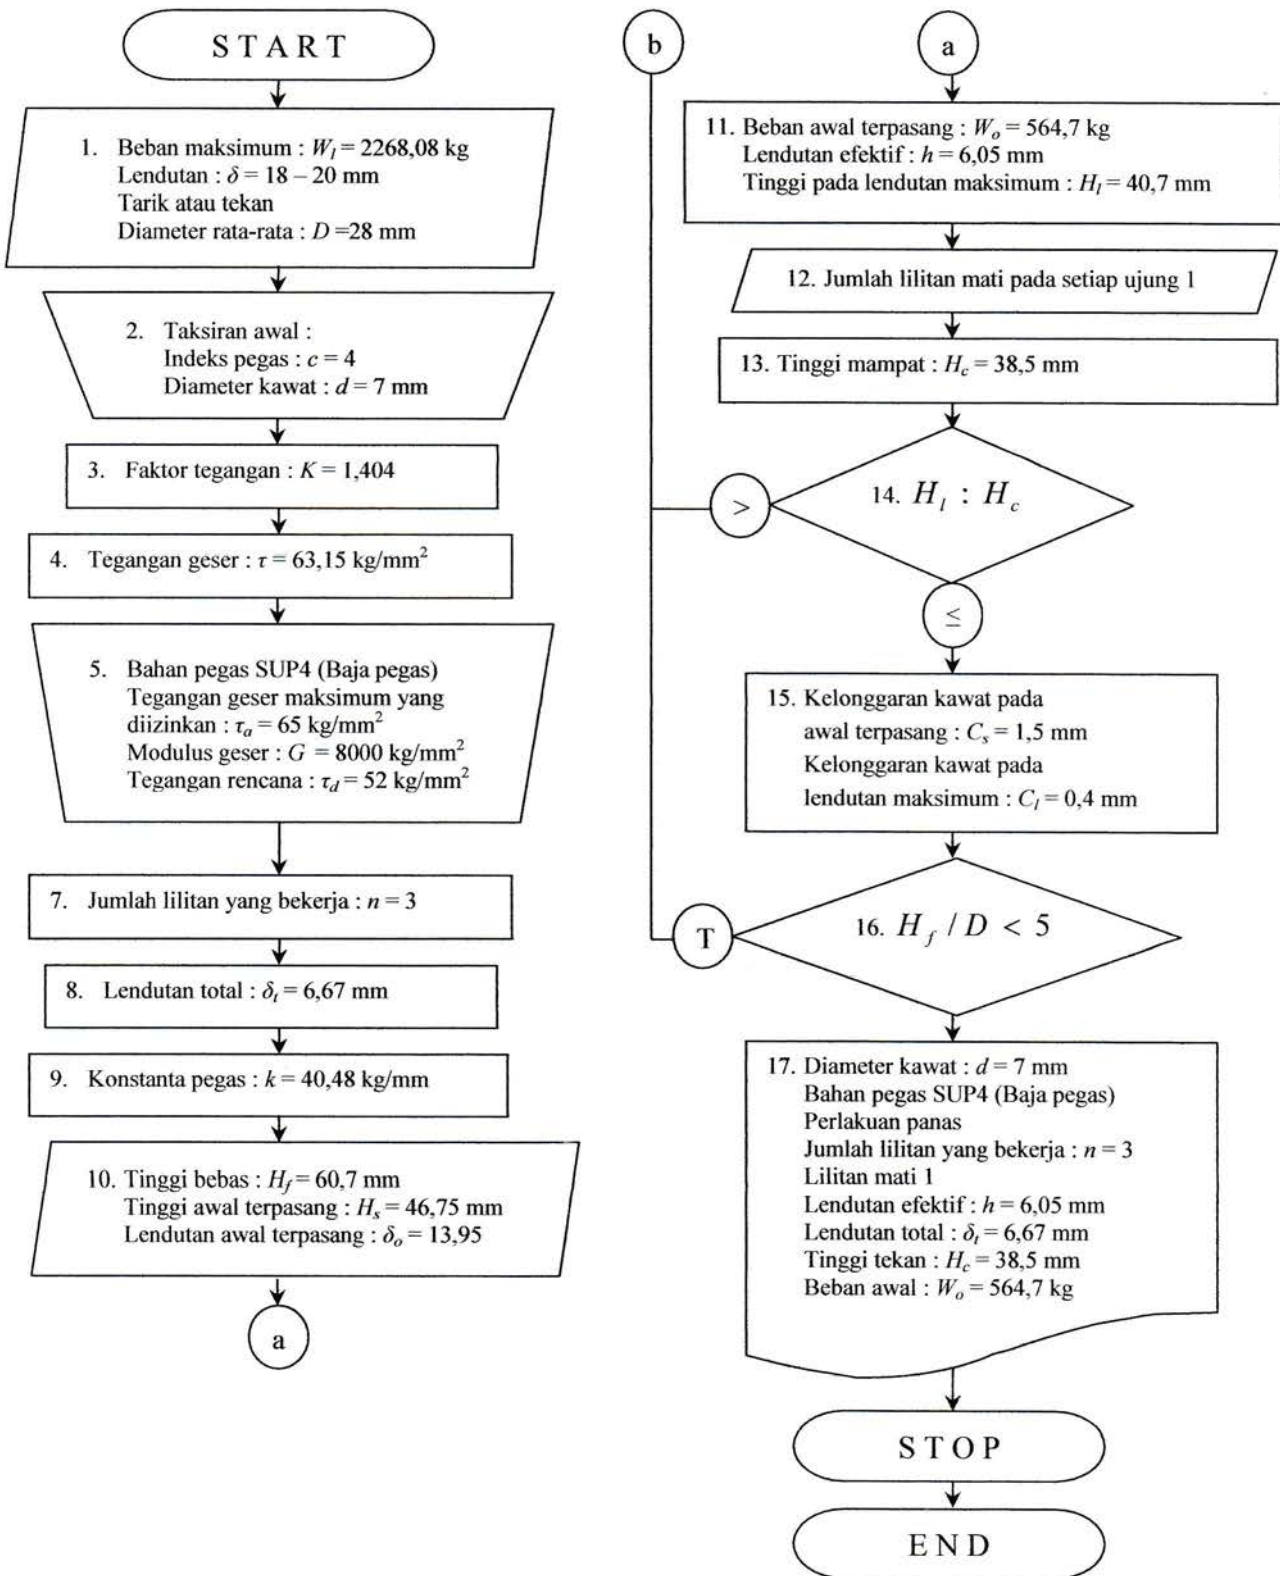 START
1. Beban maksimum : W_l = 2268,08 kg
Lendutan : δ = 18 – 20 mm
Tarik atau tekan
Diameter rata-rata : D =28 mm
2. Taksiran awal :
Indeks pegas : c = 4
Diameter kawat : d = 7 mm
3. Faktor tegangan : K = 1,404
4. Tegangan geser : τ = 63,15 kg/mm²
5. Bahan pegas SUP4 (Baja pegas)
Tegangan geser maksimum yang
diizinkan : τ_a = 65 kg/mm²
Modulus geser : G = 8000 kg/mm²
Tegangan rencana : τ_d = 52 kg/mm²
7. Jumlah lilitan yang bekerja : n = 3
8. Lendutan total : δ_t = 6,67 mm
9. Konstanta pegas : k = 40,48 kg/mm
10. Tinggi bebas : H_f = 60,7 mm
Tinggi awal terpasang : H_s = 46,75 mm
Lendutan awal terpasang : δ_o = 13,95
a
b
a
11. Beban awal terpasang : W_o = 564,7 kg
Lendutan efektif : h = 6,05 mm
Tinggi pada lendutan maksimum : H_l = 40,7 mm
12. Jumlah lilitan mati pada setiap ujung 1
13. Tinggi mampat : H_c = 38,5 mm
>
14. H_l : H_c
≤
15. Kelonggaran kawat pada
awal terpasang : C_s = 1,5 mm
Kelonggaran kawat pada
lendutan maksimum : C_l = 0,4 mm
T
16. H_f / D < 5
17. Diameter kawat : d = 7 mm
Bahan pegas SUP4 (Baja pegas)
Perlakuan panas
Jumlah lilitan yang bekerja : n = 3
Lilitan mati 1
Lendutan efektif : h = 6,05 mm
Lendutan total : δ_t = 6,67 mm
Tinggi tekan : H_c = 38,5 mm
Beban awal : W_o = 564,7 kg
STOP
END